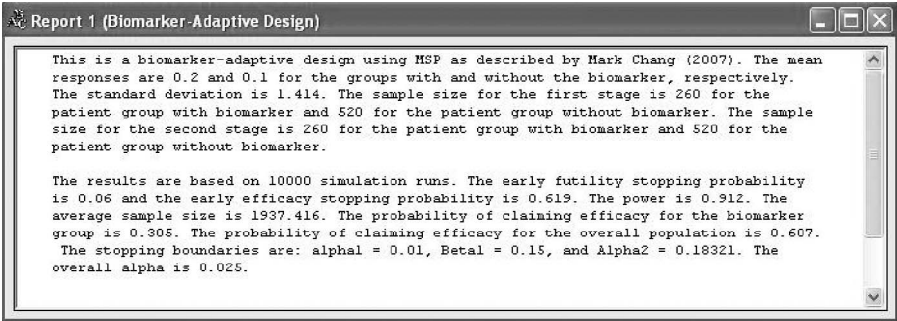 Report 1 (Biomarker-Adaptive Design)
This is a biomarker-adaptive design using MSP as described by Mark Chang (2007). The mean
responses are 0.2 and 0.1 for the groups with and without the biomarker, respectively.
The standard deviation is 1.414. The sample size for the first stage is 260 for the
patient group with biomarker and 520 for the patient group without biomarker. The sample
size for the second stage is 260 for the patient group with biomarker and 520 for the
patient group without biomarker.
The results are based on 10000 simulation runs. The early futility stopping probability
is 0.06 and the early efficacy stopping probability is 0.619. The power is 0.912. The
average sample size is 1937.416. The probability of claiming efficacy for the biomarker
group is 0.305. The probability of claiming efficacy for the overall population is 0.607.
The stopping boundaries are: alpha1 = 0.01, Beta1 = 0.15, and Alpha2 = 0.18321. The
overall alpha is 0.025.